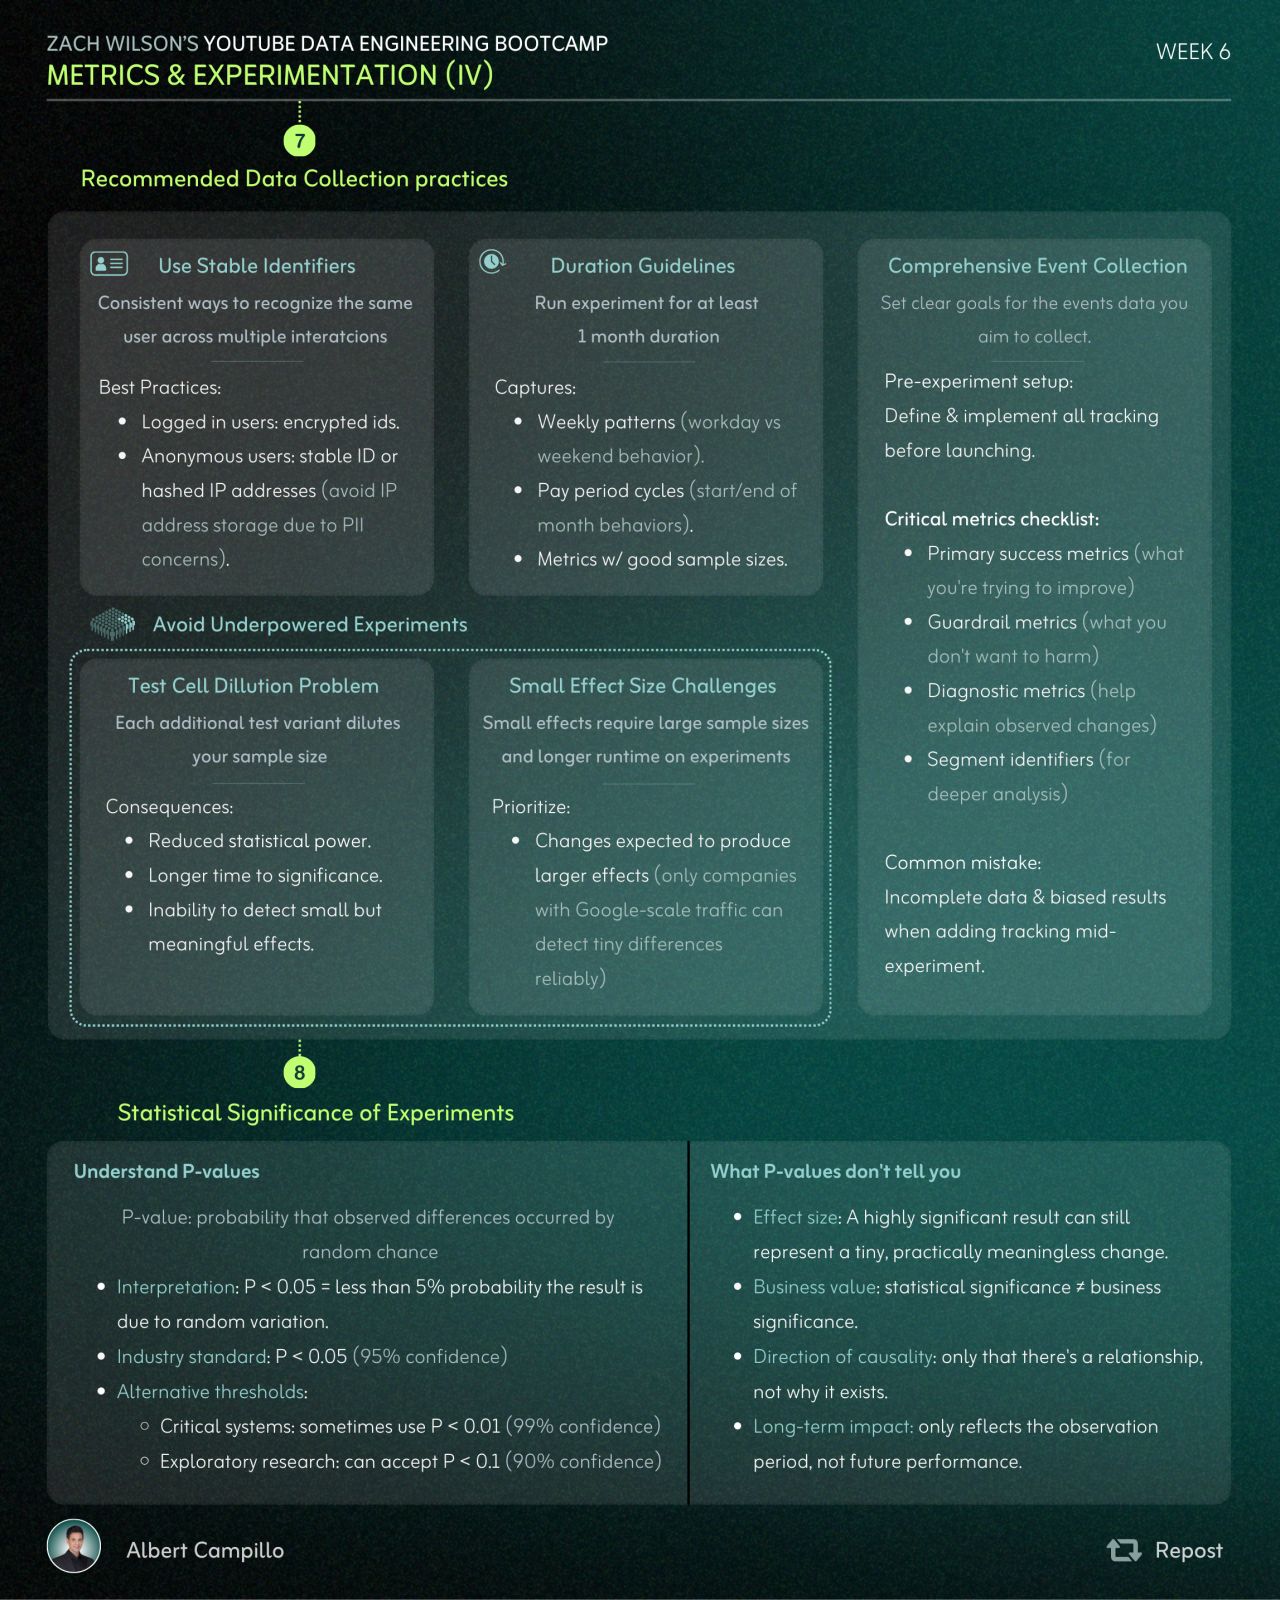 ZACH WILSON'S YOUTUBE DATA ENGINEERING BOOTCAMP
METRICS & EXPERIMENTATION (IV)
WEEK 6
7
Recommended Data Collection practices
Use Stable Identifiers
Consistent ways to recognize the same
user across multiple interatcions
Best Practices:
• Logged in users: encrypted ids.
• Anonymous users: stable ID or
hashed IP addresses (avoid IP
address storage due to PII
concerns).
Duration Guidelines
Run experiment for at least
1 month duration
Captures:
• Weekly patterns (workday vs
weekend behavior).
• Pay period cycles (start/end of
month behaviors).
• Metrics w/ good sample sizes.
Comprehensive Event Collection
Set clear goals for the events data you
aim to collect.
Pre-experiment setup:
Define & implement all tracking
before launching.
Critical metrics checklist:
• Primary success metrics (what
you're trying to improve)
• Guardrail metrics (what you
don't want to harm)
• Diagnostic metrics (help
explain observed changes)
• Segment identifiers (for
deeper analysis)
Common mistake:
Incomplete data & biased results
when adding tracking mid-
experiment.
Avoid Underpowered Experiments
Test Cell Dillution Problem
Each additional test variant dilutes
your sample size
Consequences:
• Reduced statistical power.
• Longer time to significance.
• Inability to detect small but
meaningful effects.
Small Effect Size Challenges
Small effects require large sample sizes
and longer runtime on experiments
Prioritize:
• Changes expected to produce
larger effects (only companies
with Google-scale traffic can
detect tiny differences
reliably)
8
Statistical Significance of Experiments
Understand P-values
P-value: probability that observed differences occurred by
random chance
• Interpretation: P < 0.05 = less than 5% probability the result is
due to random variation.
• Industry standard: P < 0.05 (95% confidence)
• Alternative thresholds:
○ Critical systems: sometimes use P < 0.01 (99% confidence)
○ Exploratory research: can accept P < 0.1 (90% confidence)
What P-values don't tell you
• Effect size: A highly significant result can still
represent a tiny, practically meaningless change.
• Business value: statistical significance ≠ business
significance.
• Direction of causality: only that there's a relationship,
not why it exists.
• Long-term impact: only reflects the observation
period, not future performance.
Albert Campillo
Repost